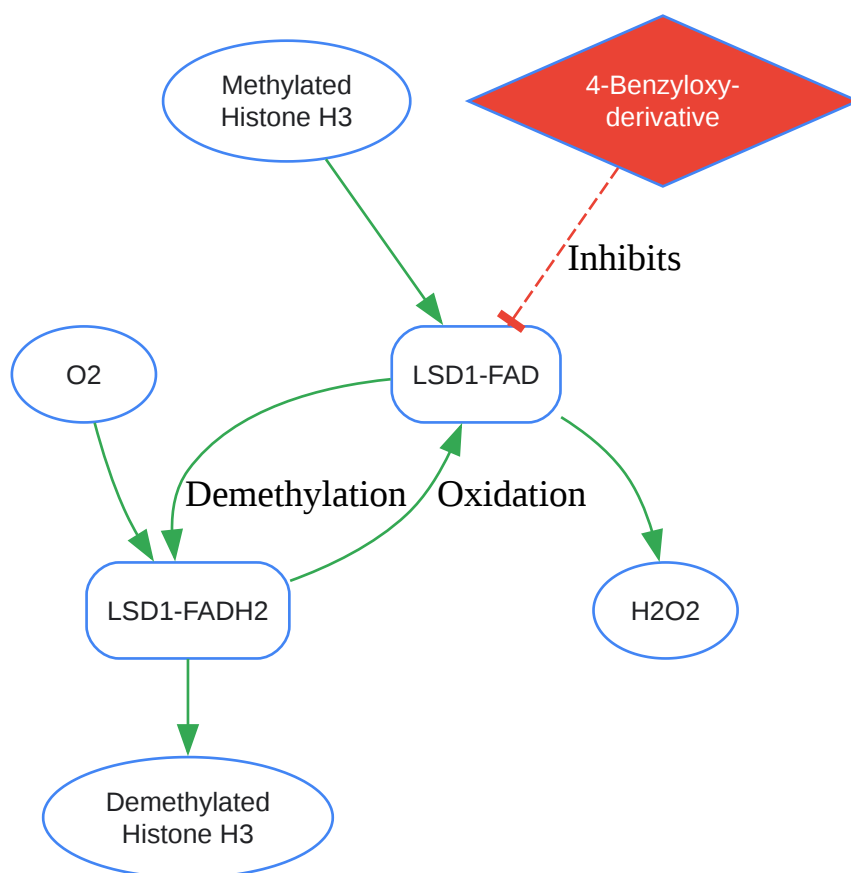 Methylated
Histone H3
4-Benzyloxy-
derivative
Inhibits
O2
LSD1-FAD
Demethylation
Oxidation
LSD1-FADH2
H2O2
Demethylated
Histone H3